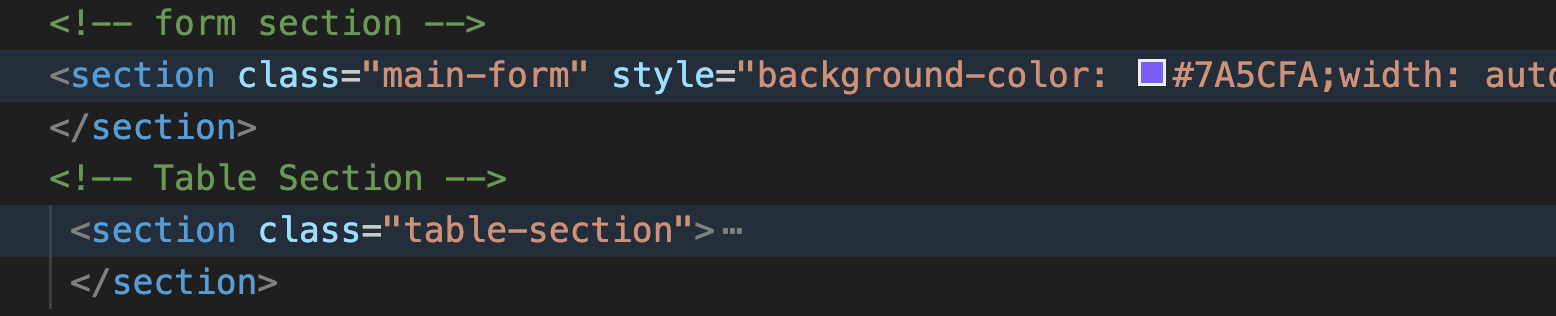 <!-- form section -->
<section class="main-form" style="background-color: #7A5CFA;width: auto
</section>
<!-- Table Section -->
<section class="table-section">…
</section>